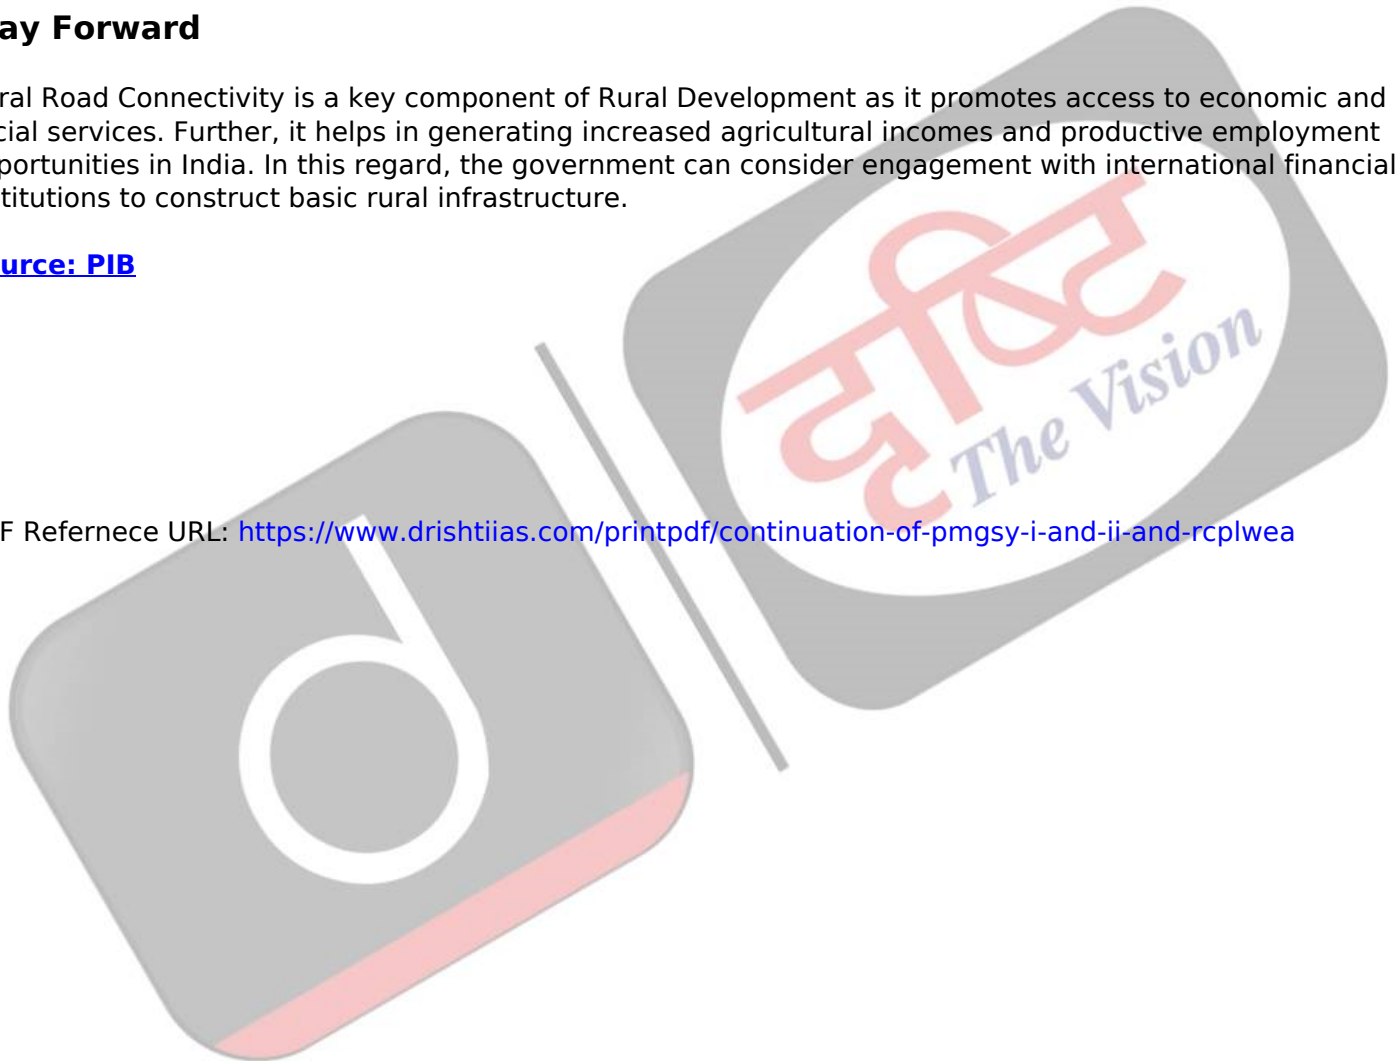 ay Forward
ral Road Connectivity is a key component of Rural Development as it promotes access to economic and
cial services. Further, it helps in generating increased agricultural incomes and productive employment
portunities in India. In this regard, the government can consider engagement with international financial
titutions to construct basic rural infrastructure.
urce: PIB
दृष्टि
The Vision
F Refernece URL: https://www.drishtiias.com/printpdf/continuation-of-pmgsy-i-and-ii-and-rcplwea
d